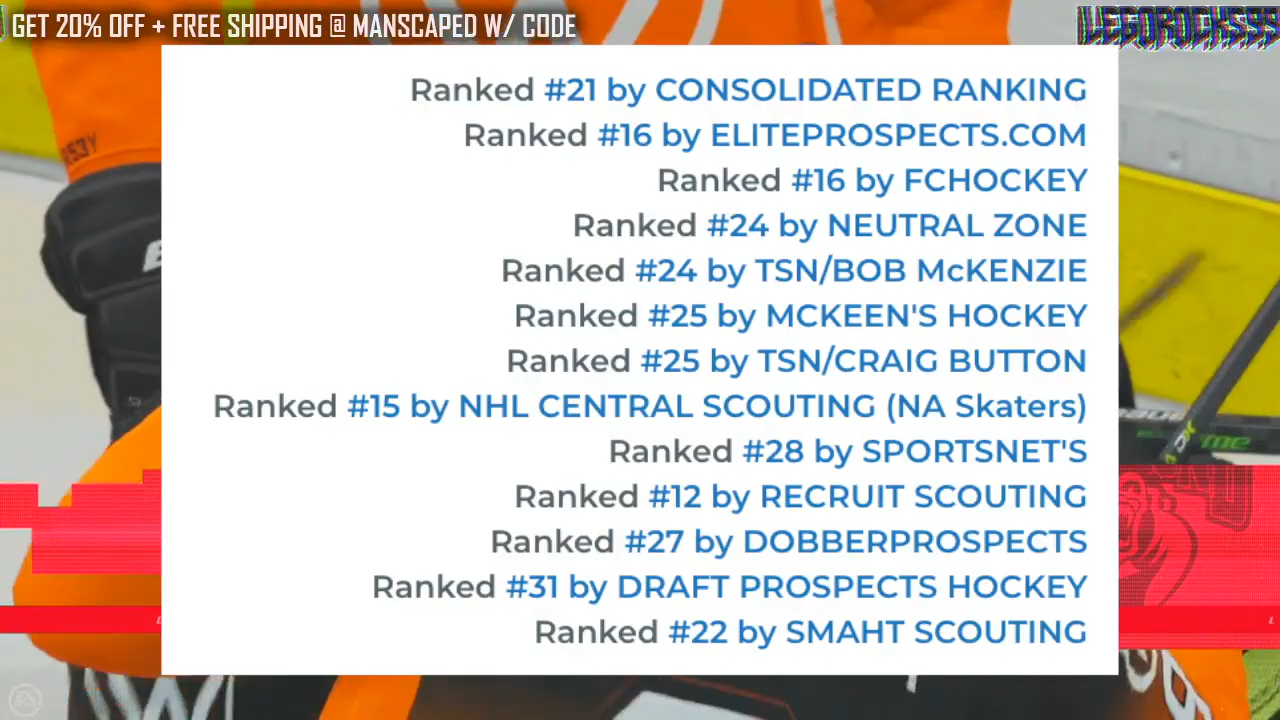 GET 20% OFF + FREE SHIPPING @ MANSCAPED W/ CODE
LEGOROCKS99
Ranked #21 by CONSOLIDATED RANKING
Ranked #16 by ELITEPROSPECTS.COM
Ranked #16 by FCHOCKEY
Ranked #24 by NEUTRAL ZONE
Ranked #24 by TSN/BOB McKENZIE
Ranked #25 by MCKEEN'S HOCKEY
Ranked #25 by TSN/CRAIG BUTTON
Ranked #15 by NHL CENTRAL SCOUTING (NA Skaters)
Ranked #28 by SPORTSNET'S
Ranked #12 by RECRUIT SCOUTING
Ranked #27 by DOBBERPROSPECTS
Ranked #31 by DRAFT PROSPECTS HOCKEY
Ranked #22 by SMAHT SCOUTING
EA